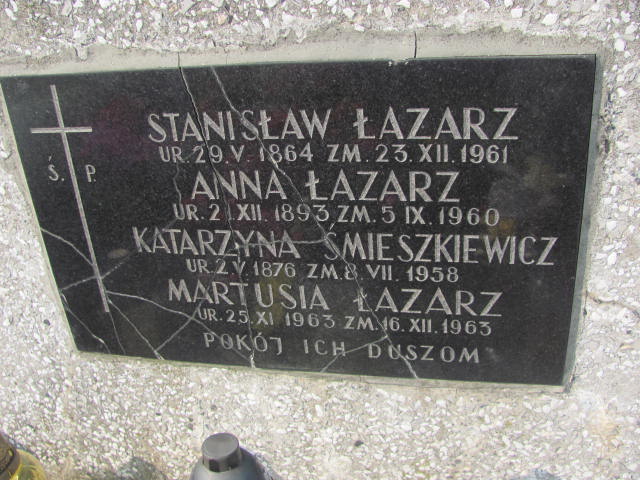 Ś. P.
STANISŁAW ŁAZARZ
UR. 29. V. 1864 ZM. 23. XII. 1961
ANNA ŁAZARZ
UR. 2 XII. 1893 ZM. 5 IX. 1960
KATARZYNA ŚMIESZKIEWICZ
UR. 2. V. 1876 ZM. 8. VII. 1958
MARTUSIA ŁAZARZ
UR. 25. XI 1963 ZM. 16. XII. 1963
POKÓJ ICH DUSZOM